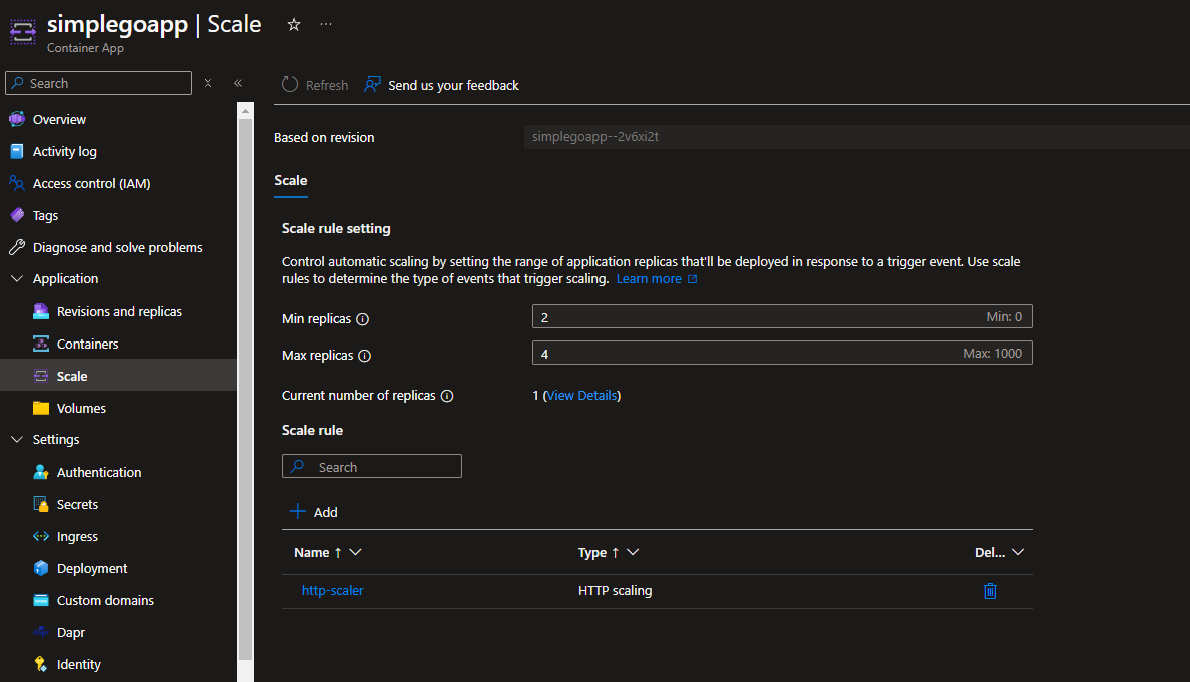 simplegoapp | Scale
Container App
Search
Refresh
Send us your feedback
Overview
Activity log
Access control (IAM)
Tags
Diagnose and solve problems
Application
Revisions and replicas
Containers
Scale
Volumes
Settings
Authentication
Secrets
Ingress
Deployment
Custom domains
Dapr
Identity
Based on revision
simplegoapp--2v6xi2t
Scale
Scale rule setting
Control automatic scaling by setting the range of application replicas that'll be deployed in response to a trigger event. Use scale
rules to determine the type of events that trigger scaling. Learn more
Min replicas
2
Min: 0
Max replicas
4
Max: 1000
Current number of replicas
1 (View Details)
Scale rule
Search
Add
Name ↑
Type ↑
Del...
http-scaler
HTTP scaling